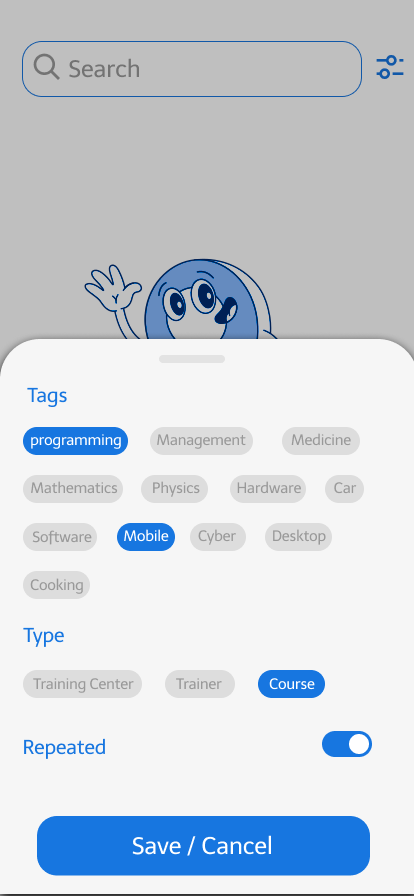 Search
Tags
programming Management Medicine
Mathematics Physics Hardware Car
Software Mobile Cyber Desktop
Cooking
Type
Training Center Trainer Course
Repeated
Save / Cancel